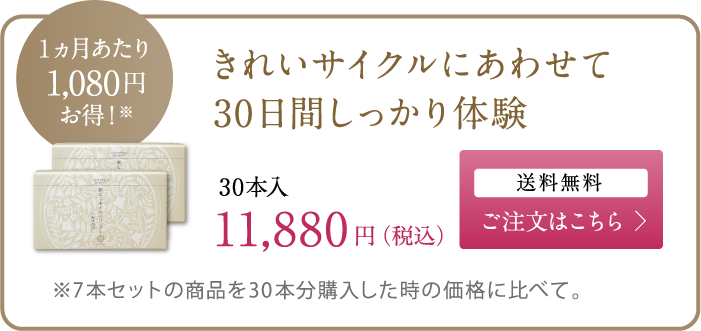 1ヵ月あたり
1,080円
お得!※
きれいサイクルにあわせて
30日間しっかり体験
30本入
11,880円(税込)
送料無料
ご注文はこちら
※7本セットの商品を30本分購入した時の価格に比べて。